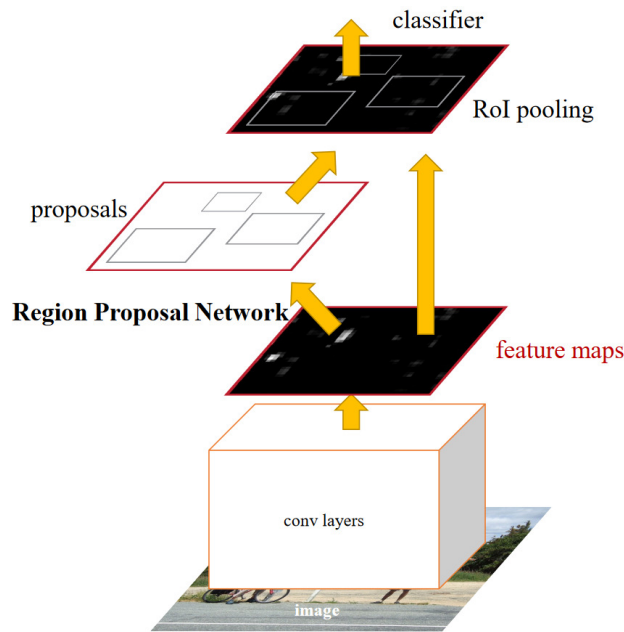 classifier
RoI pooling
proposals
Region Proposal Network
feature maps
conv layers
image